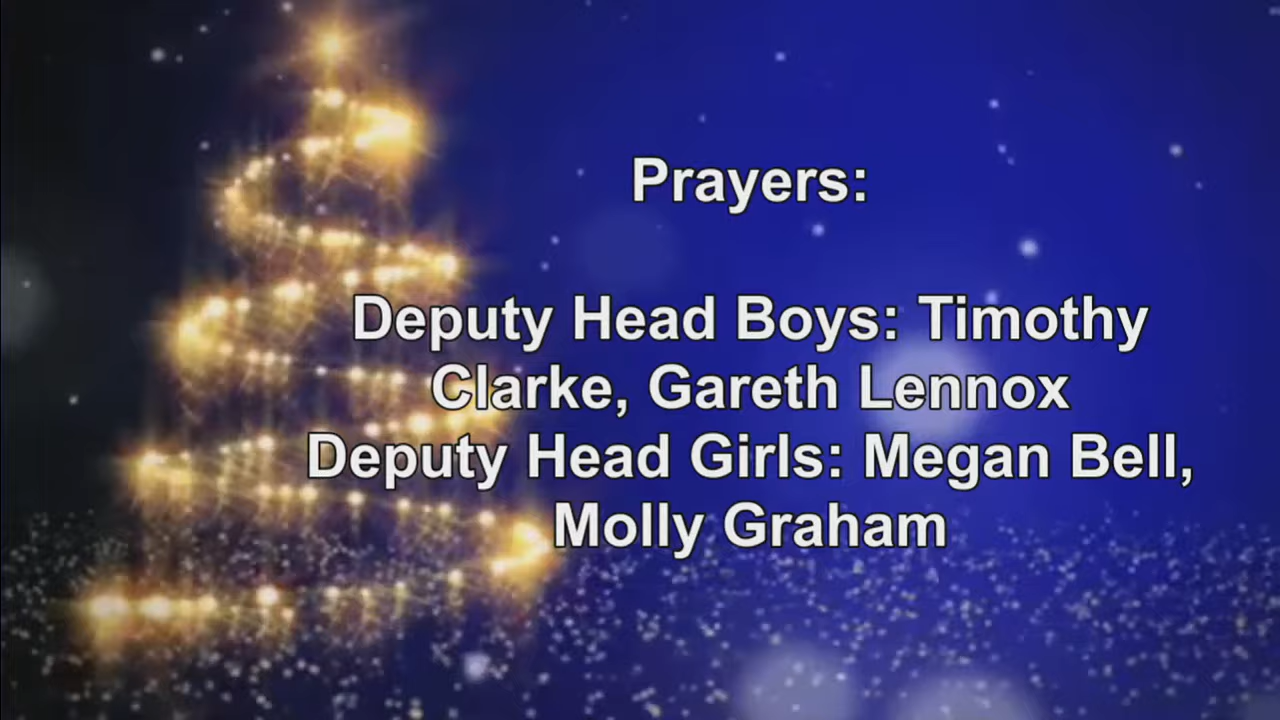 Prayers:
Deputy Head Boys: Timothy
Clarke, Gareth Lennox
Deputy Head Girls: Megan Bell,
Molly Graham